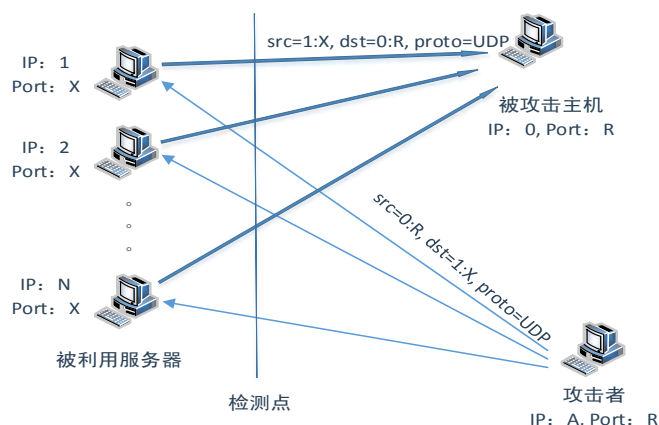 src=1:X, dst=0:R, proto=UDP
IP：1
Port：X
被攻击主机
IP：0, Port：R
IP：2
Port：X
src=0:R, dst=1:X, proto=UDP
IP：N
Port：X
被利用服务器
检测点
攻击者
IP：A, Port：R